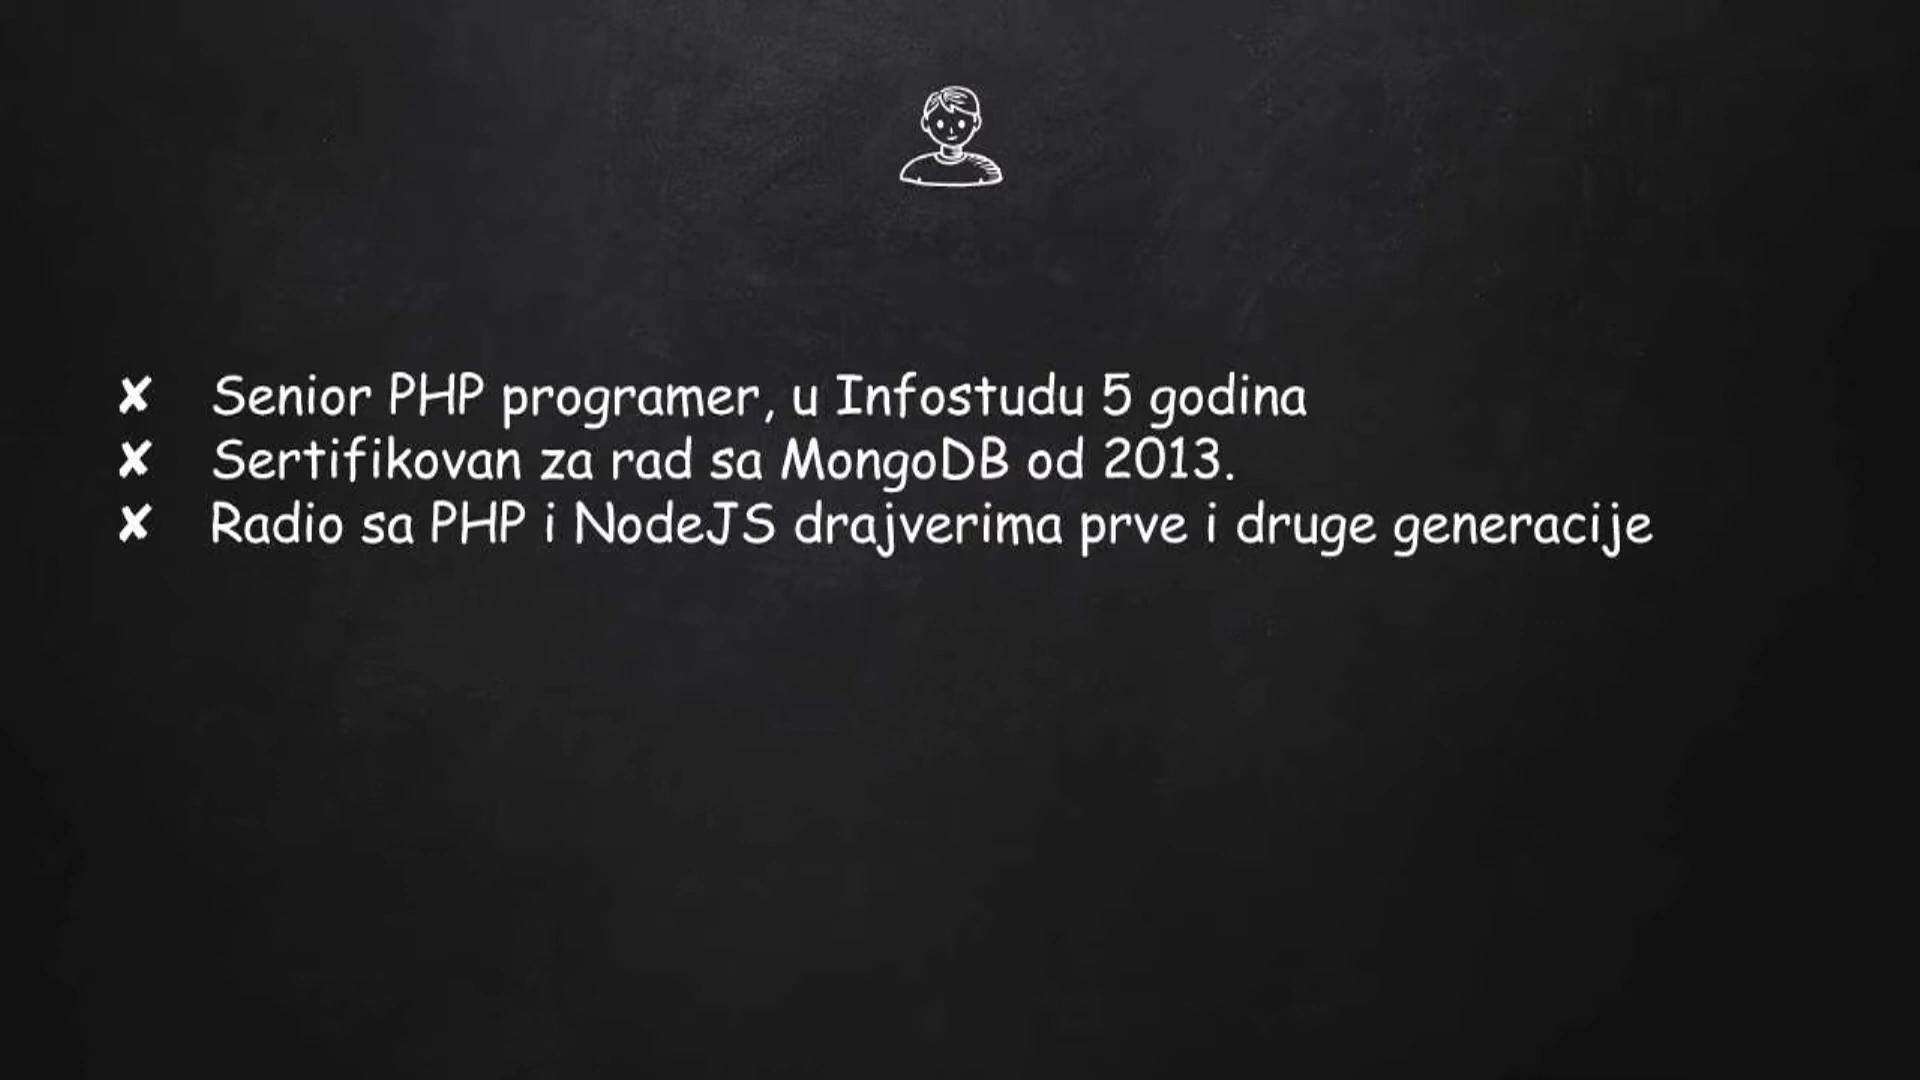 ✘ Senior PHP programer, u Infostudu 5 godina
✘ Sertifikovan za rad sa MongoDB od 2013.
✘ Radio sa PHP i NodeJS drajverima prve i druge generacije